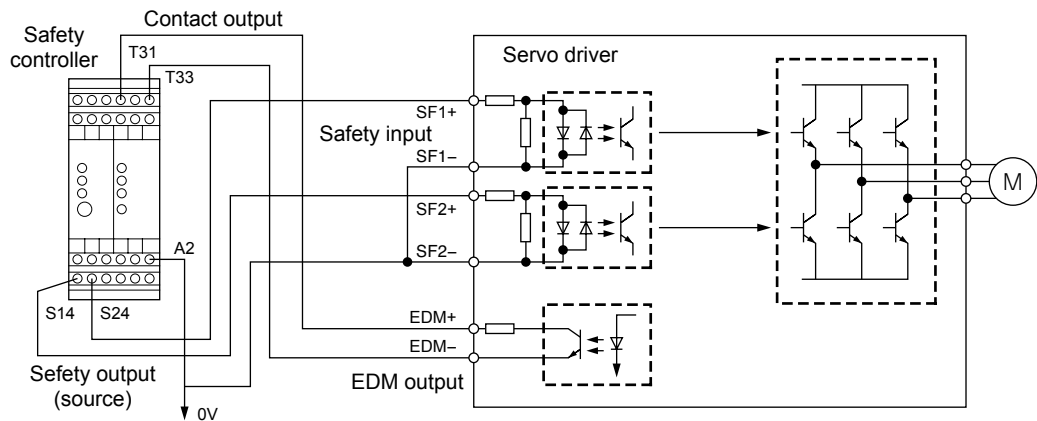 Contact output
Safety
controller
T31
T33
Servo driver
SF1+
Safety input
SF1–
SF2+
SF2–
M
A2
S14
S24
EDM+
EDM–
Sefety output
(source)
EDM output
0V